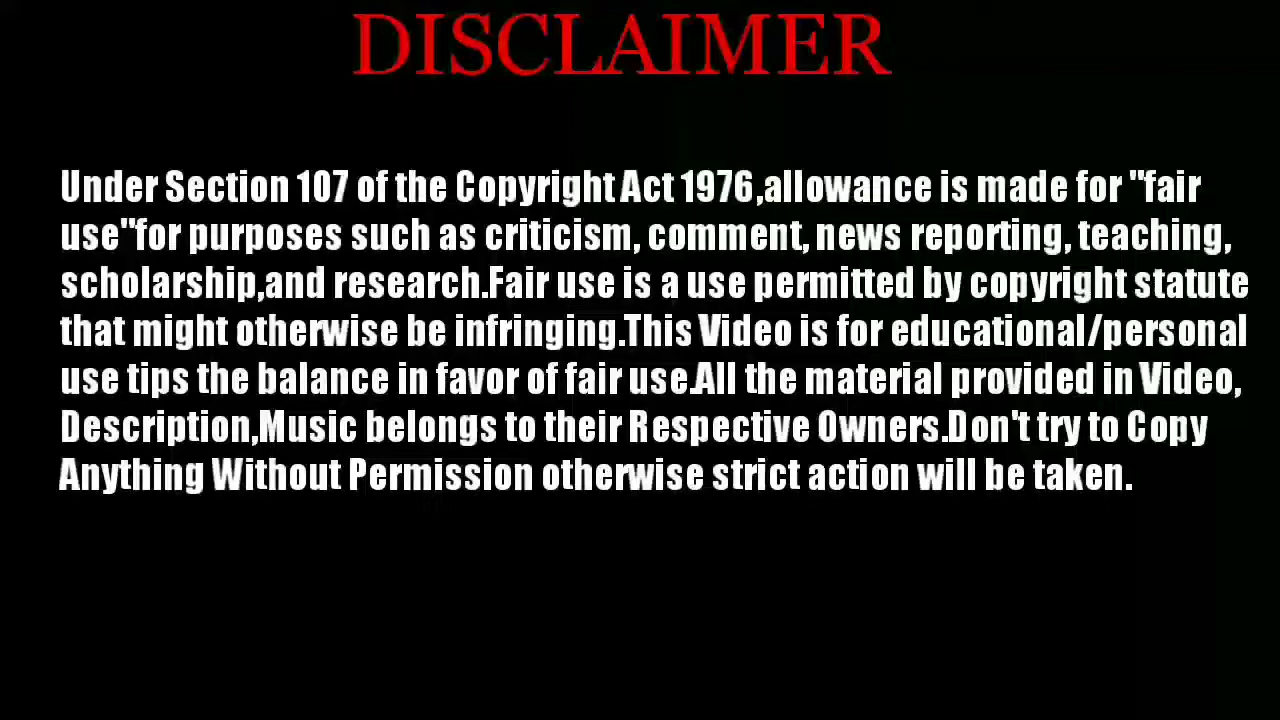 DISCLAIMER
Under Section 107 of the Copyright Act 1976,allowance is made for "fair
use"for purposes such as criticism, comment, news reporting, teaching,
scholarship,and research.Fair use is a use permitted by copyright statute
that might otherwise be infringing.This Video is for educational/personal
use tips the balance in favor of fair use.All the material provided in Video,
Description,Music belongs to their Respective Owners.Don't try to Copy
Anything Without Permission otherwise strict action will be taken.